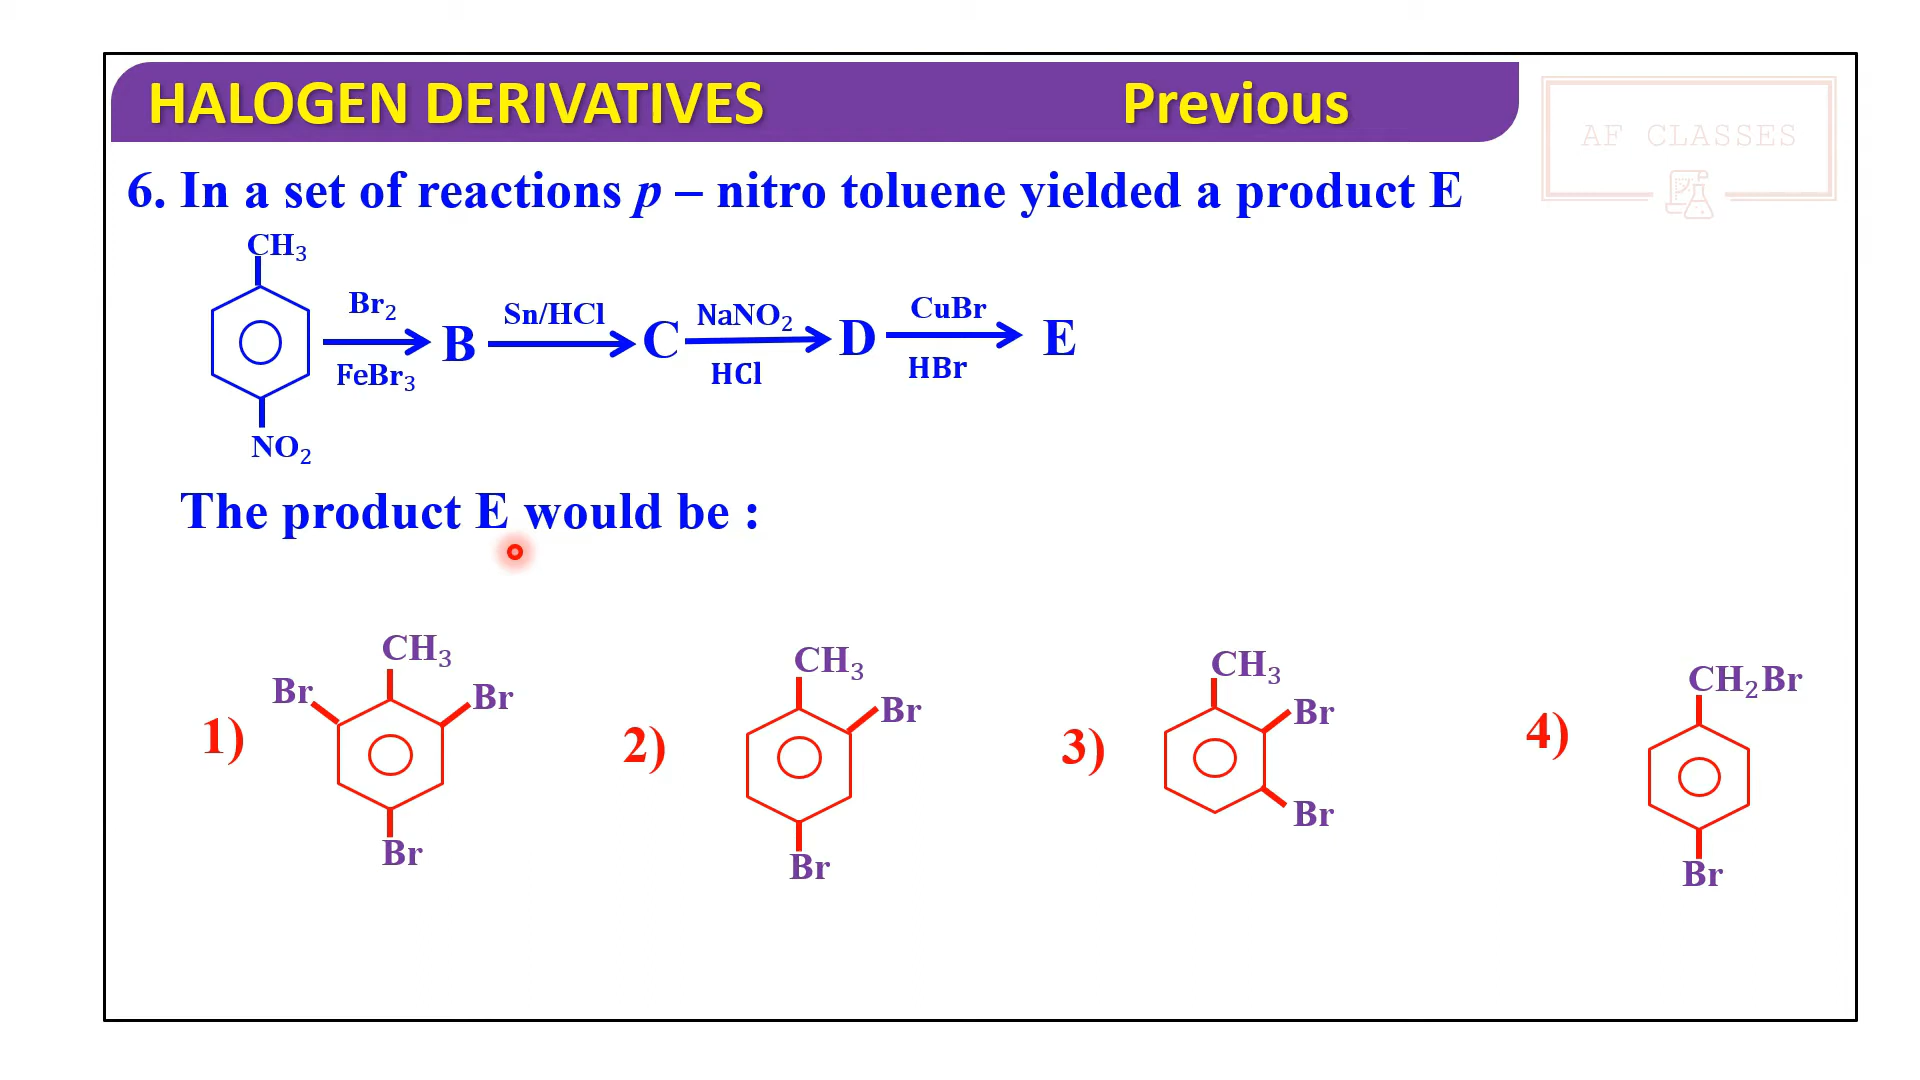 HALOGEN DERIVATIVES Previous
AF CLASSES
6. In a set of reactions p – nitro toluene yielded a product E
CH₃
Br₂
FeBr₃
B
Sn/HCl
C
NaNO₂
HCl
D
CuBr
HBr
E
NO₂
The product E would be :
1)
CH₃
Br
Br
Br
2)
CH₃
Br
Br
3)
CH₃
Br
Br
4)
CH₂Br
Br